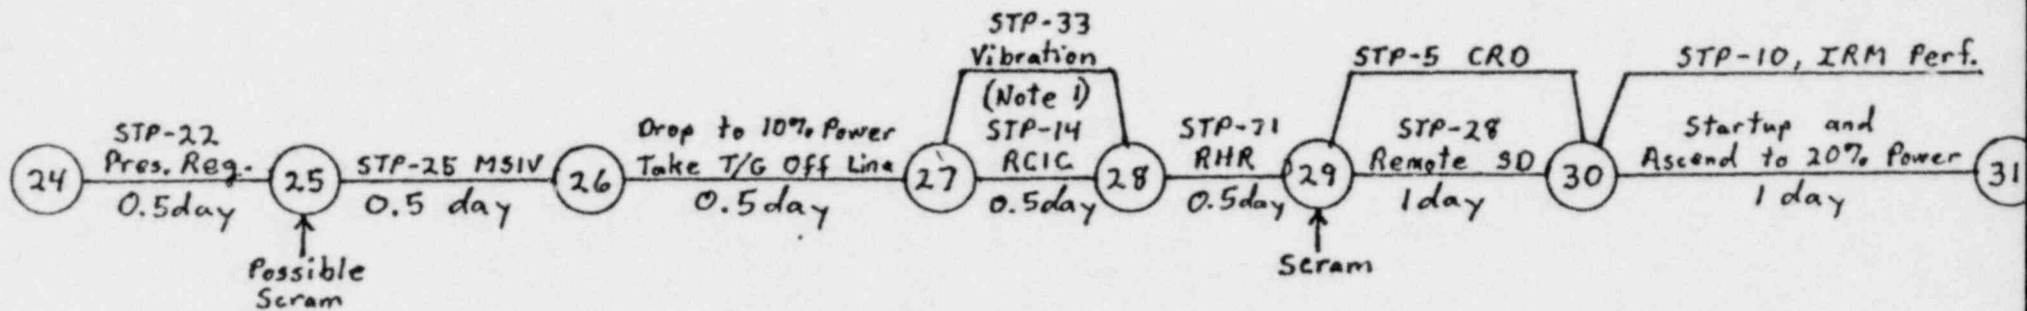 STP-33
Vibration
(Note 1)
STP-5 CRD
STP-10, IRM Perf.
24
STP-22
Pres. Reg.
0.5day
25
Possible
Scram
STP-25 MSIV
0.5 day
26
Drop to 10% Power
Take T/G Off Line
0.5day
27
STP-14
RCIC
0.5day
28
STP-71
RHR
0.5day
29
Scram
STP-28
Remote SD
1day
30
Startup and
Ascend to 20% Power
1 day
31